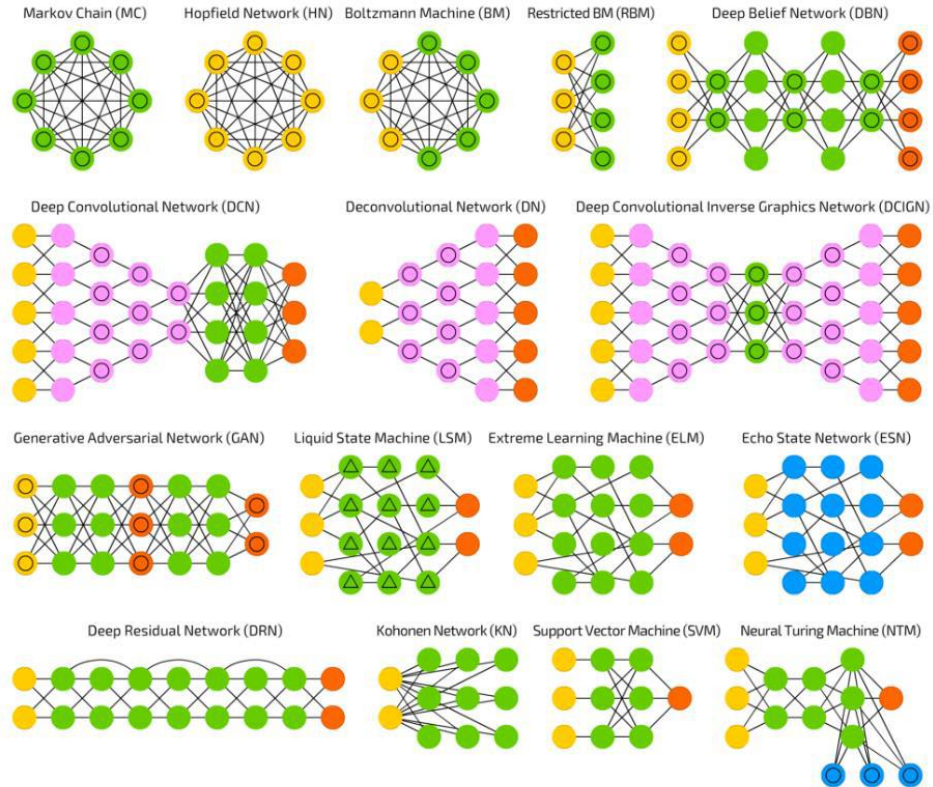 Markov Chain (MC)
Hopfield Network (HN)
Boltzmann Machine (BM)
Restricted BM (RBM)
Deep Belief Network (DBN)
Deep Convolutional Network (DCN)
Deconvolutional Network (DN)
Deep Convolutional Inverse Graphics Network (DCIGN)
Generative Adversarial Network (GAN)
Liquid State Machine (LSM)
Extreme Learning Machine (ELM)
Echo State Network (ESN)
Deep Residual Network (DRN)
Kohonen Network (KN)
Support Vector Machine (SVM)
Neural Turing Machine (NTM)